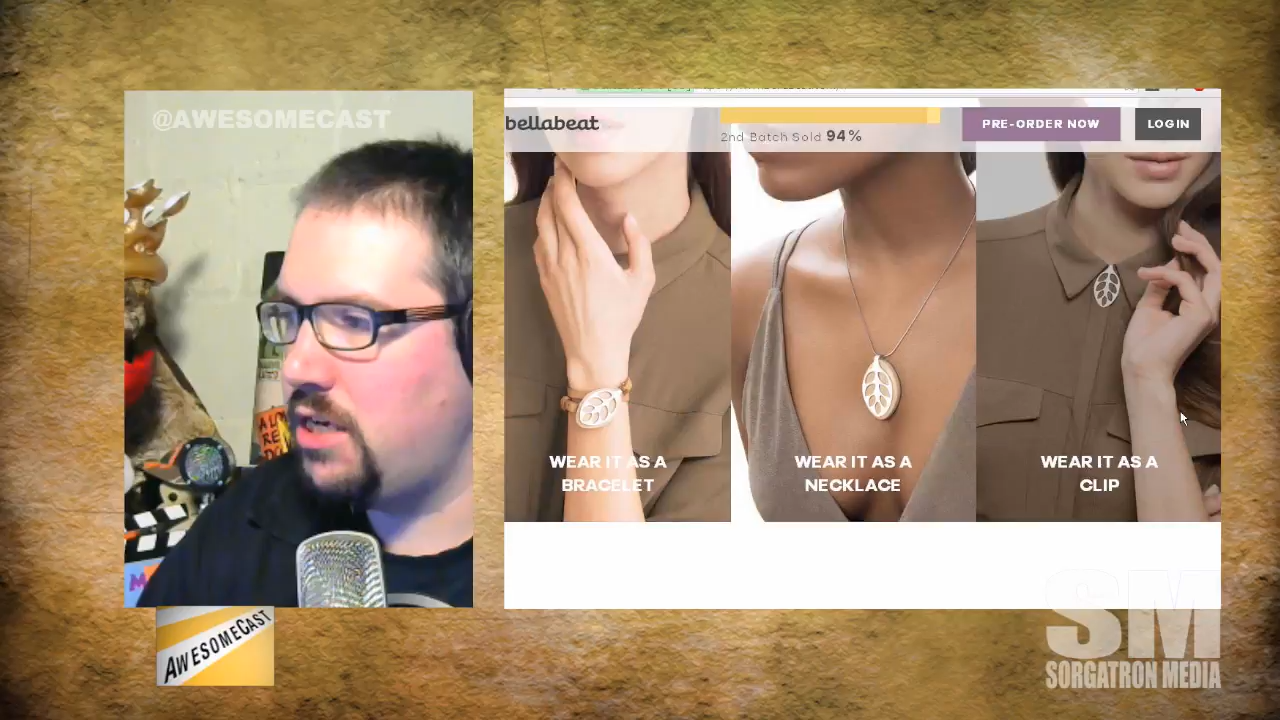 @AWESOMECAST
bellabeat
2nd Batch Sold 94%
PRE-ORDER NOW
LOGIN
WEAR IT AS A
BRACELET
WEAR IT AS A
NECKLACE
WEAR IT AS A
CLIP
AWESOMECAST
SM
SORGATRON MEDIA